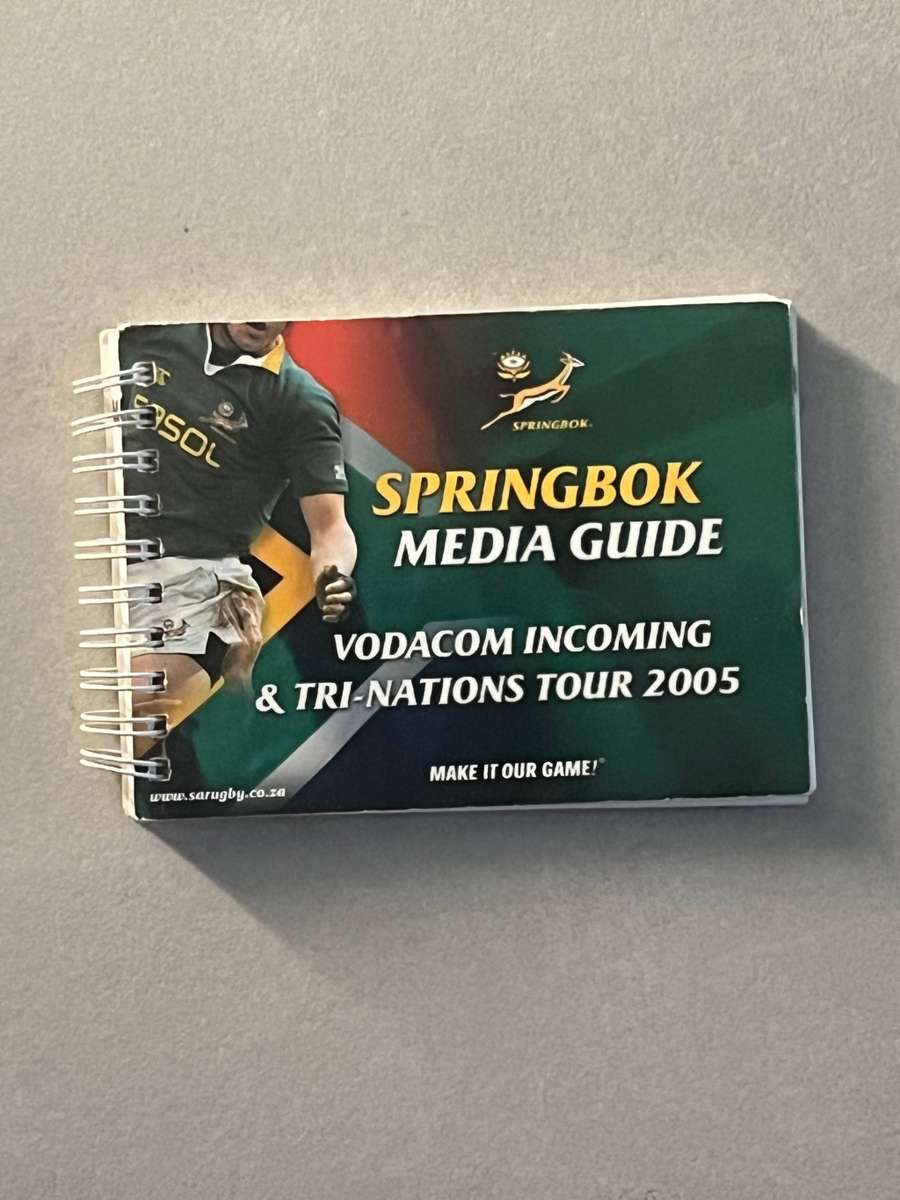 SASOL
SPRINGBOK
SPRINGBOK
MEDIA GUIDE
VODACOM INCOMING
& TRI-NATIONS TOUR 2005
MAKE IT OUR GAME!®
www.sarugby.co.za